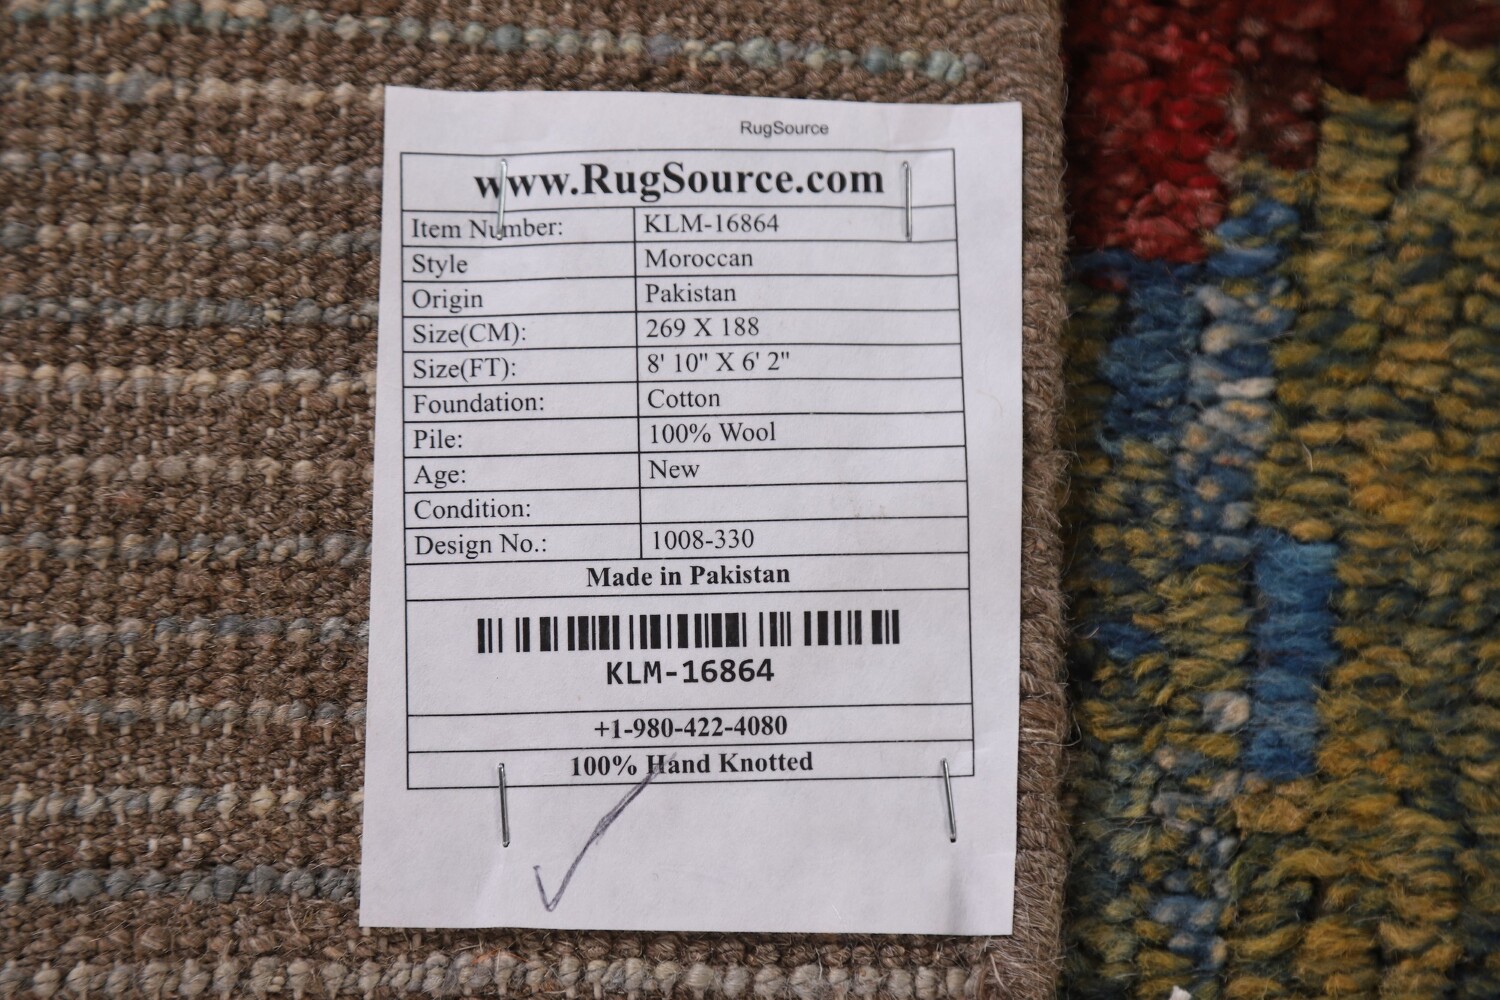 RugSource
www.RugSource.com
Item Number: KLM-16864
Style Moroccan
Origin Pakistan
Size(CM): 269 X 188
Size(FT): 8' 10" X 6' 2"
Foundation: Cotton
Pile: 100% Wool
Age: New
Condition:
Design No.: 1008-330
Made in Pakistan
KLM-16864
+1-980-422-4080
100% Hand Knotted